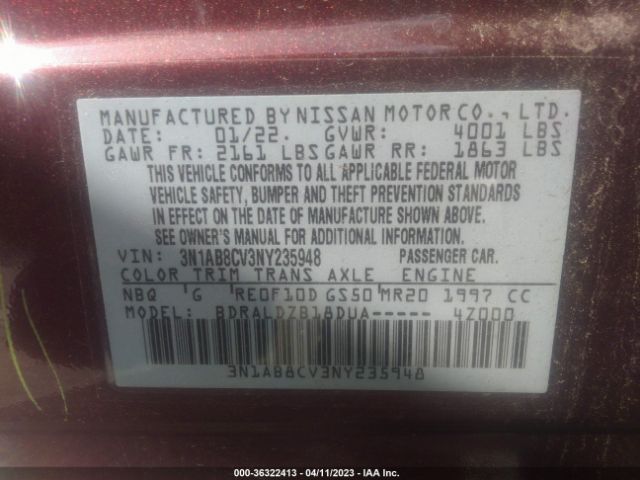 MANUFACTURED BY NISSAN MOTOR CO., LTD.
DATE: 01/22. GVWR: 4001 LBS
GAWR FR: 2161 LBS GAWR RR: 1863 LBS
THIS VEHICLE CONFORMS TO ALL APPLICABLE FEDERAL MOTOR
VEHICLE SAFETY, BUMPER AND THEFT PREVENTION STANDARDS
IN EFFECT ON THE DATE OF MANUFACTURE SHOWN ABOVE.
SEE OWNER'S MANUAL FOR ADDITIONAL INFORMATION.
VIN: 3N1AB8CV3NY235948 PASSENGER CAR.
COLOR TRIM TRANS AXLE ENGINE
NBQ 'G RE0F10D GS50 MR20 1997 CC
MODEL: BDRALDZB18DUA----- 4Z000
3N1AB8CV3NY235948
000-36322413 - 04/11/2023 - IAA Inc.